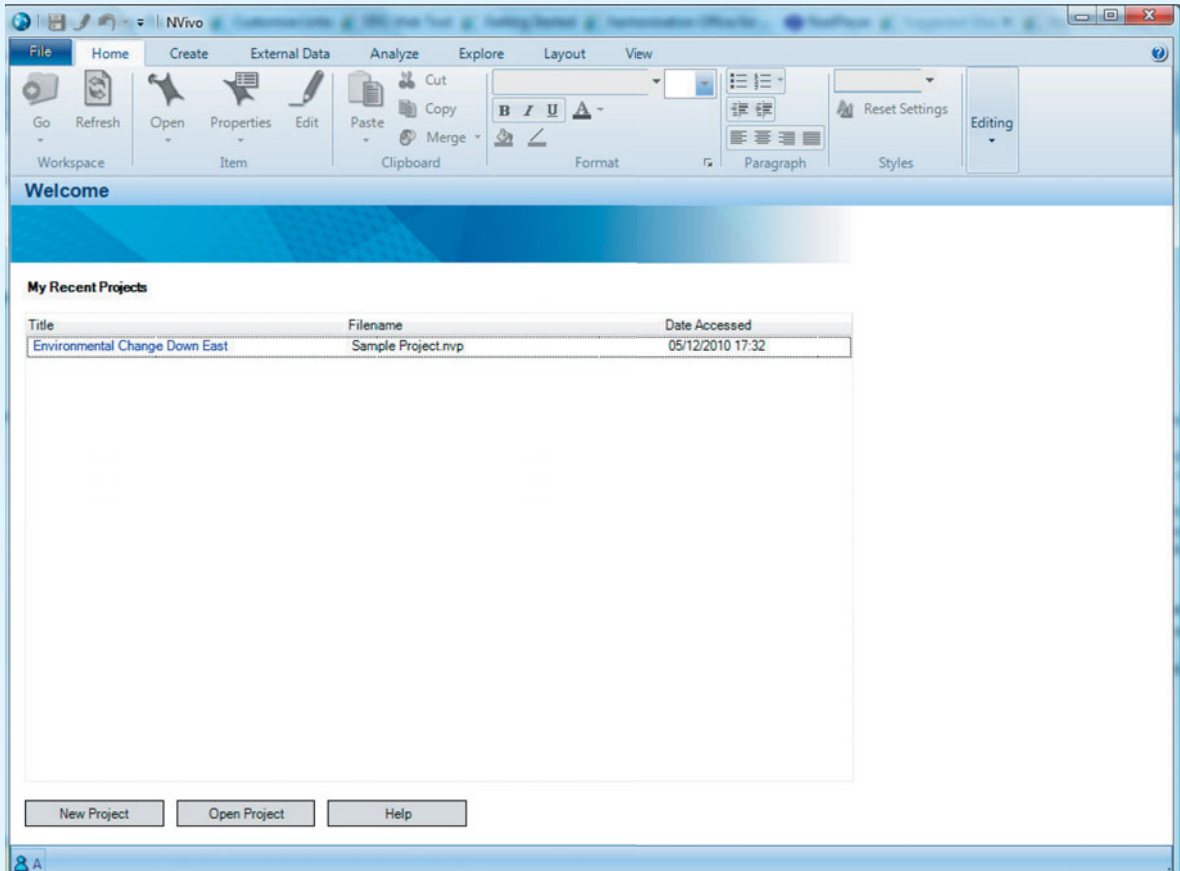 NVivo
File Home Create External Data Analyze Explore Layout View
Go Refresh Open Properties Edit Paste Cut Copy Merge B I U A Reset Settings Editing
Workspace Item Clipboard Format Paragraph Styles
Welcome
My Recent Projects
Title Filename Date Accessed
Environmental Change Down East Sample Project.nvp 05/12/2010 17:32
New Project Open Project Help
A